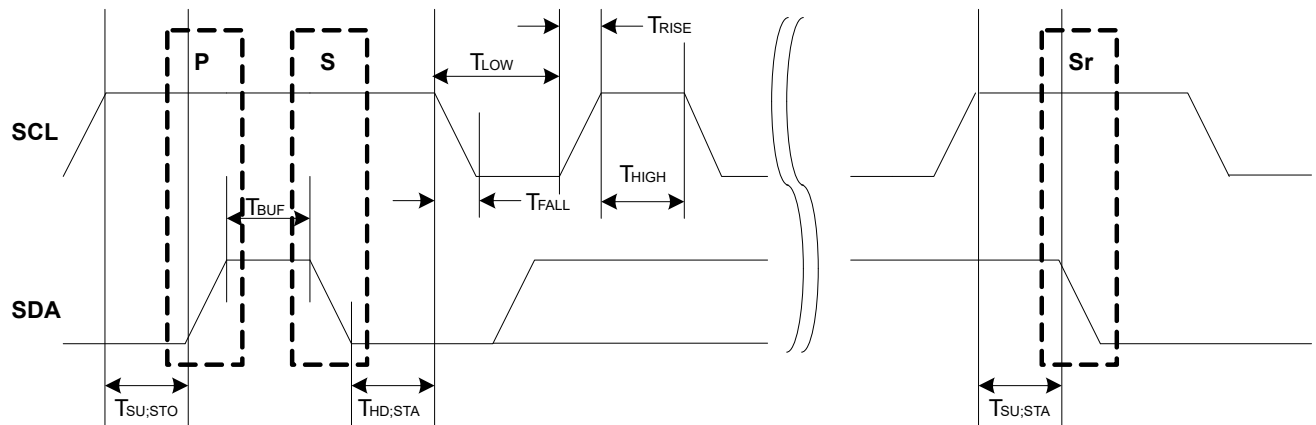 P
S
TLOW
TRISE
Sr
SCL
TBUF
TFALL
THIGH
SDA
TSU;STO
THD;STA
TSU;STA